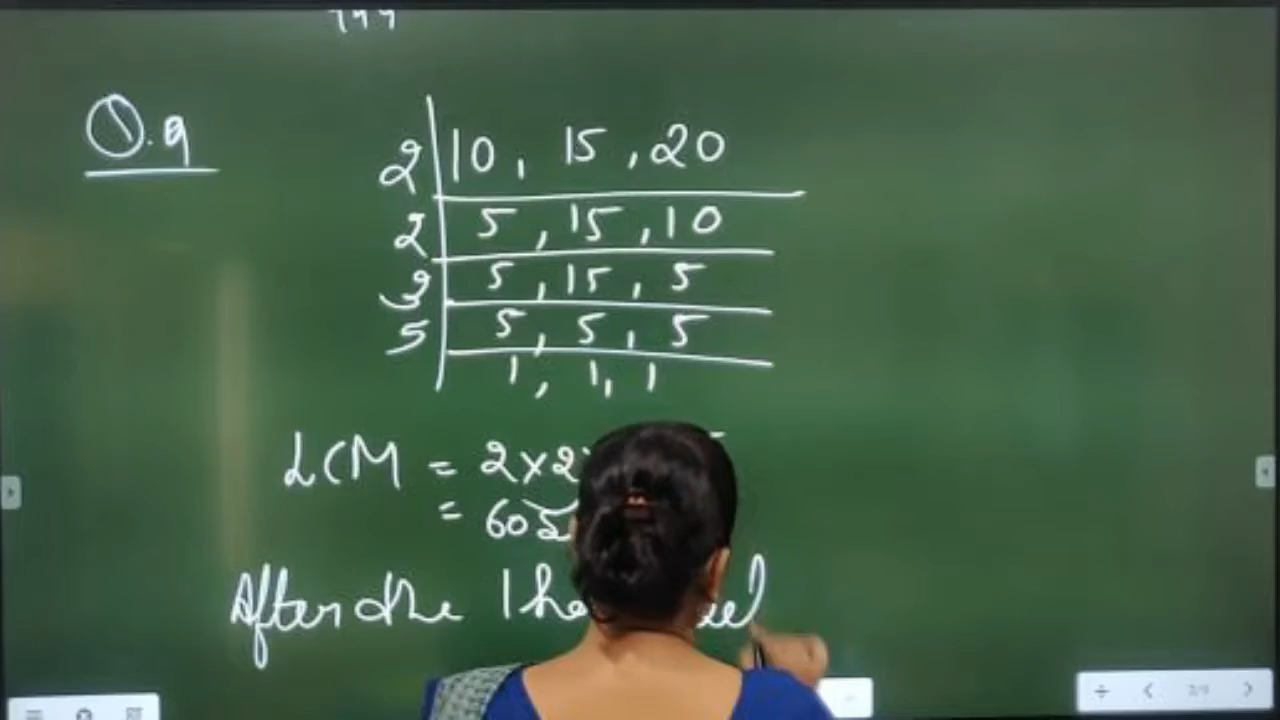 Q.9
2 | 10, 15, 20
2 | 5, 15, 10
3 | 5, 15, 5
5 | 5, 5, 5
1, 1, 1
LCM = 2×2
= 60
After the 1